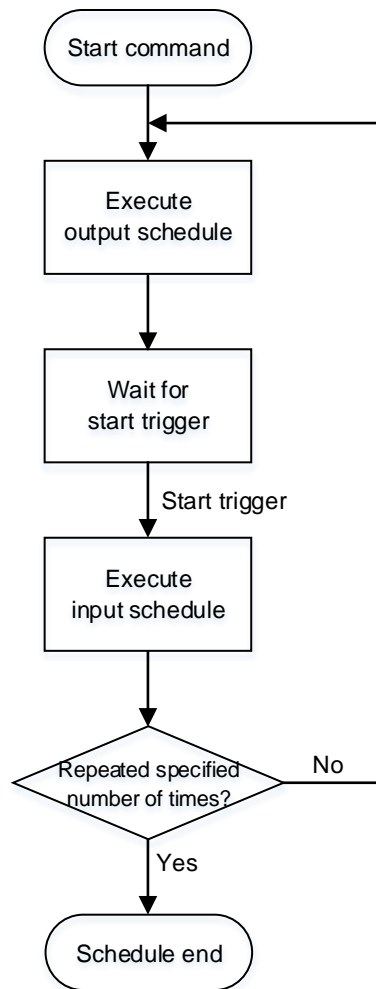 Start command
Execute
output schedule
Wait for
start trigger
Start trigger
Execute
input schedule
Repeated specified
number of times?
No
Yes
Schedule end